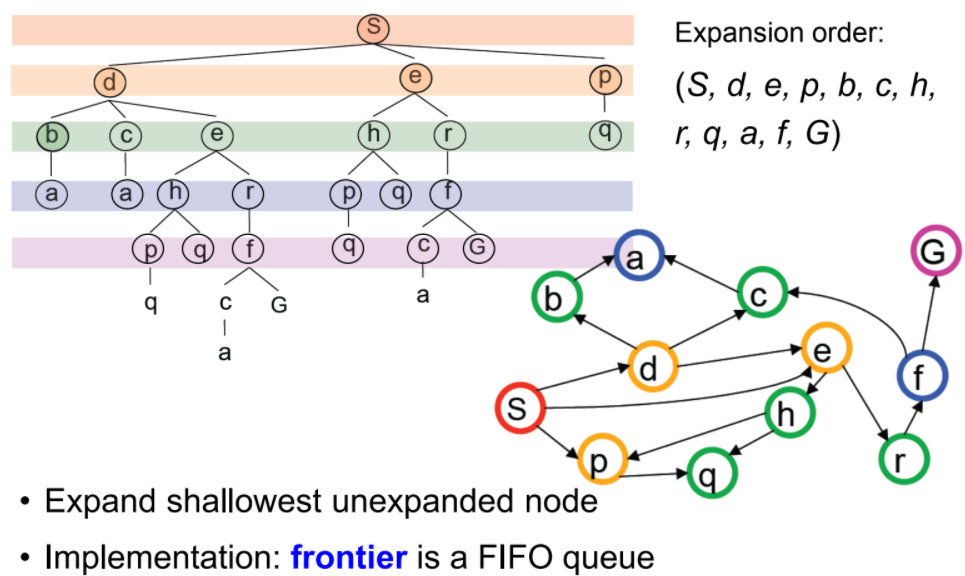 S
Expansion order:
d e p
(S, d, e, p, b, c, h,
b c e h r q
r, q, a, f, G)
a a h r p q f
p q f q c G
q c G a
a
a G
b c
d e f
S h
p q r
• Expand shallowest unexpanded node
• Implementation: frontier is a FIFO queue